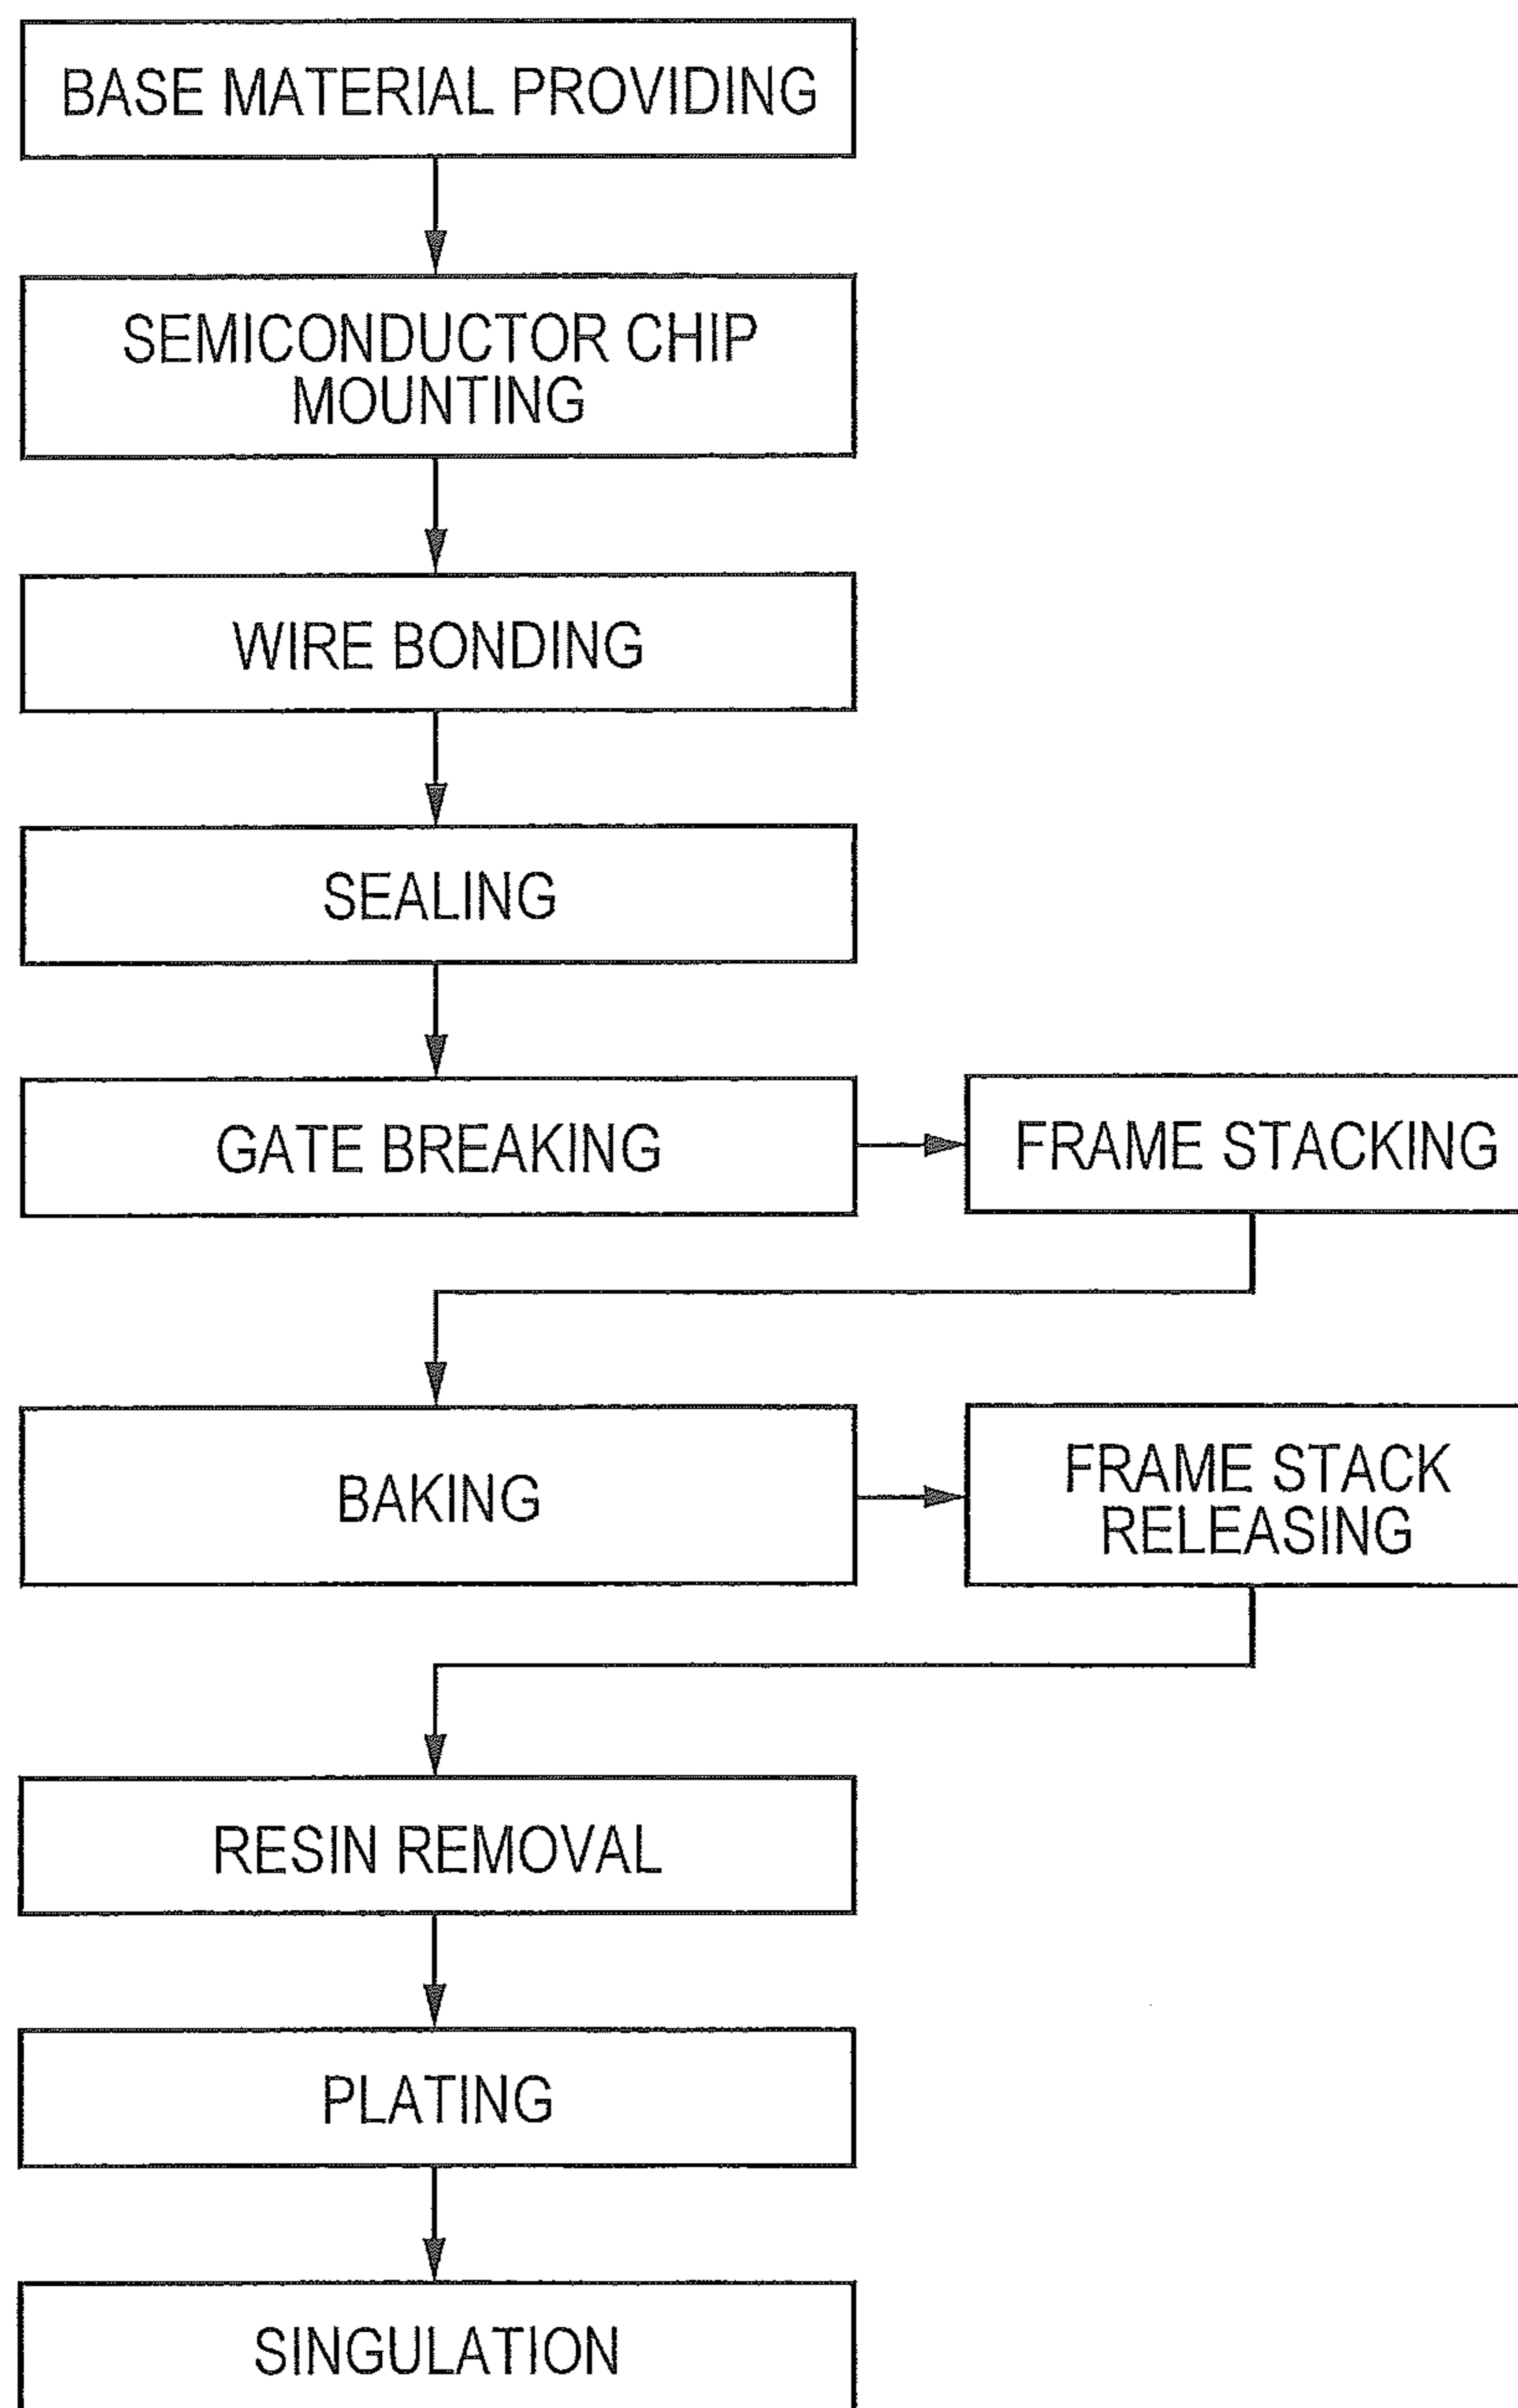 BASE MATERIAL PROVIDING
SEMICONDUCTOR CHIP
MOUNTING
WIRE BONDING
SEALING
GATE BREAKING
FRAME STACKING
BAKING
FRAME STACK
RELEASING
RESIN REMOVAL
PLATING
SINGULATION